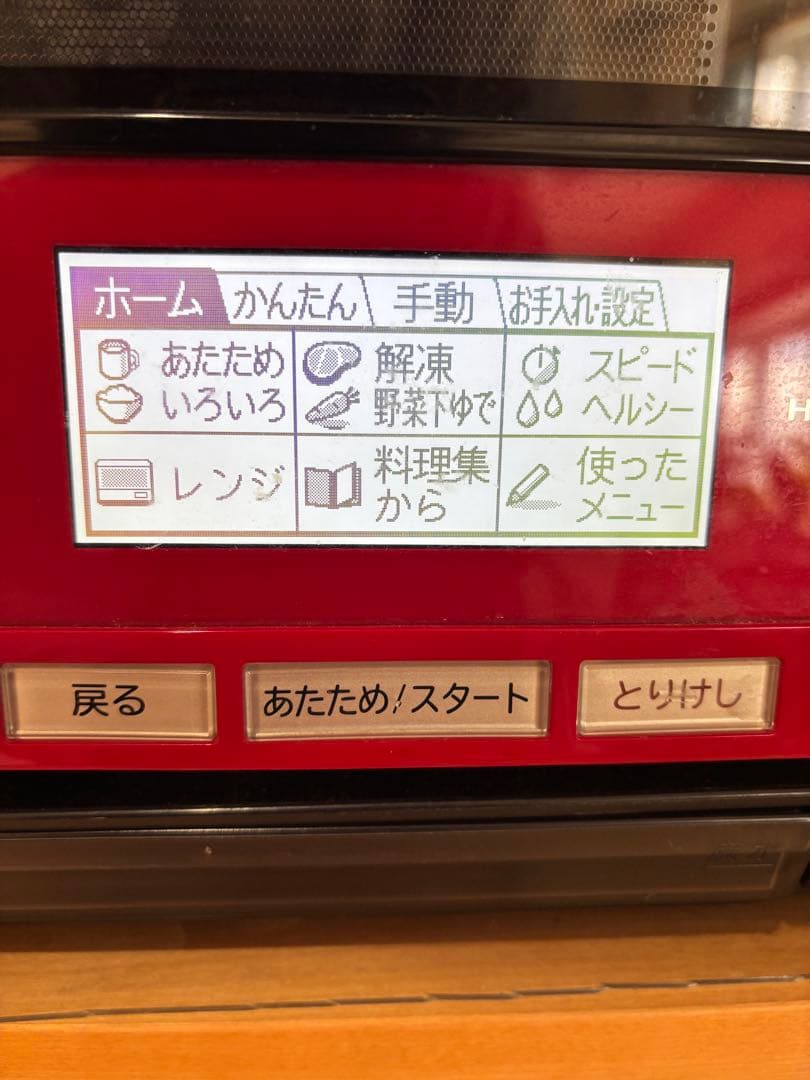 ホーム かんたん 手動 お手入れ・設定
あたため 解凍 スピード
いろいろ 野菜下ゆで ヘルシー
レンジ 料理集 使った
から メニュー
H
戻る あたため/スタート とりけし